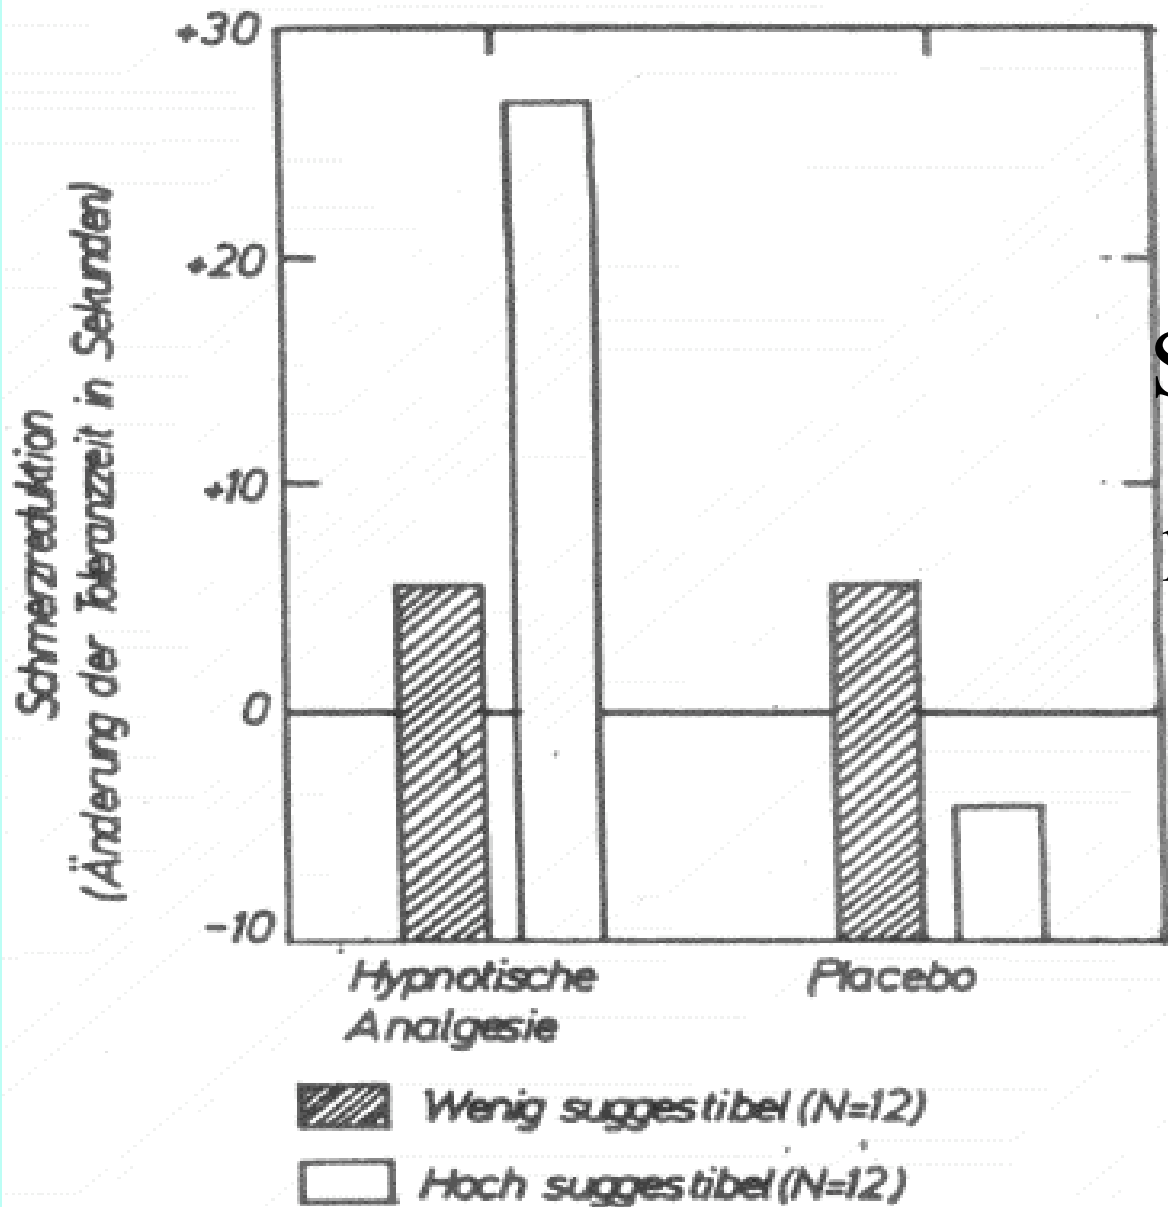 +30
+20
+10
0
-10
Schmerzreduktion
(Änderung der Toleranzzeit in Sekunden)
Hypnotische
Analgesie
Placebo
Wenig suggestibel (N=12)
Hoch suggestibel (N=12)